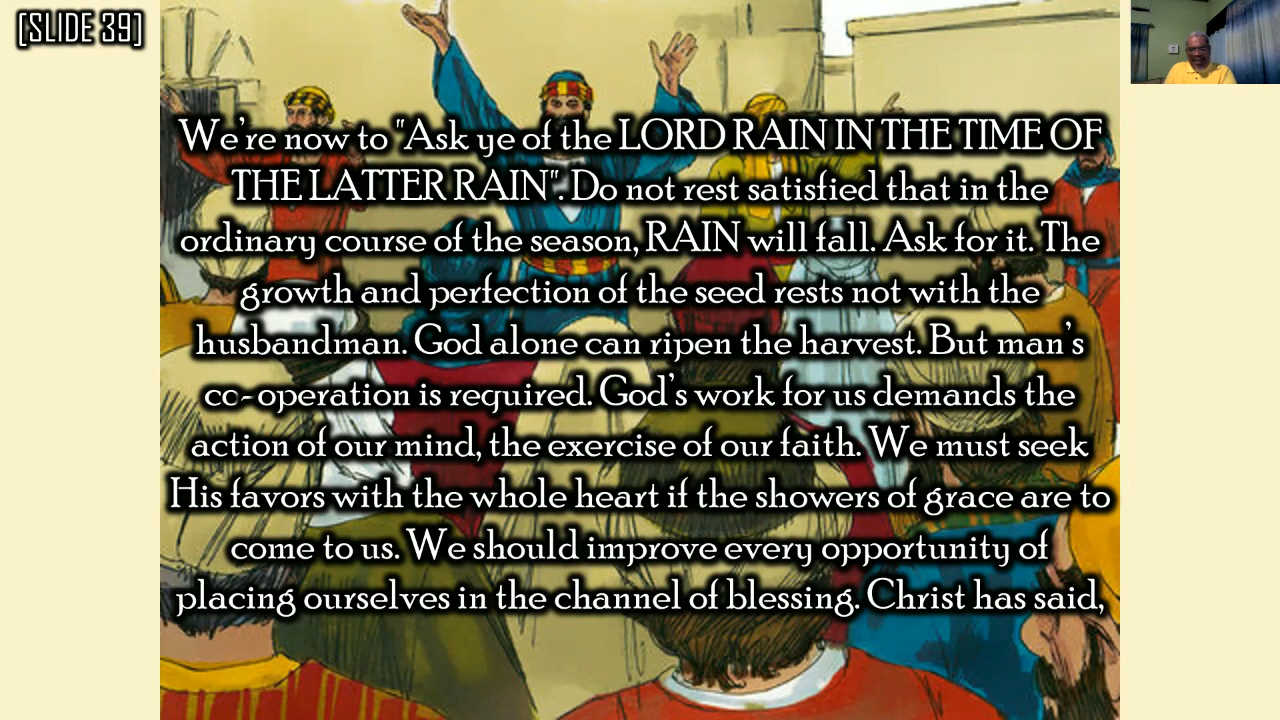 [SLIDE 39]
We're now to "Ask ye of the LORD RAIN IN THE TIME OF
THE LATTER RAIN". Do not rest satisfied that in the
ordinary course of the season, RAIN will fall. Ask for it. The
growth and perfection of the seed rests not with the
husbandman. God alone can ripen the harvest. But man's
co-operation is required. God's work for us demands the
action of our mind, the exercise of our faith. We must seek
His favors with the whole heart if the showers of grace are to
come to us. We should improve every opportunity of
placing ourselves in the channel of blessing. Christ has said,